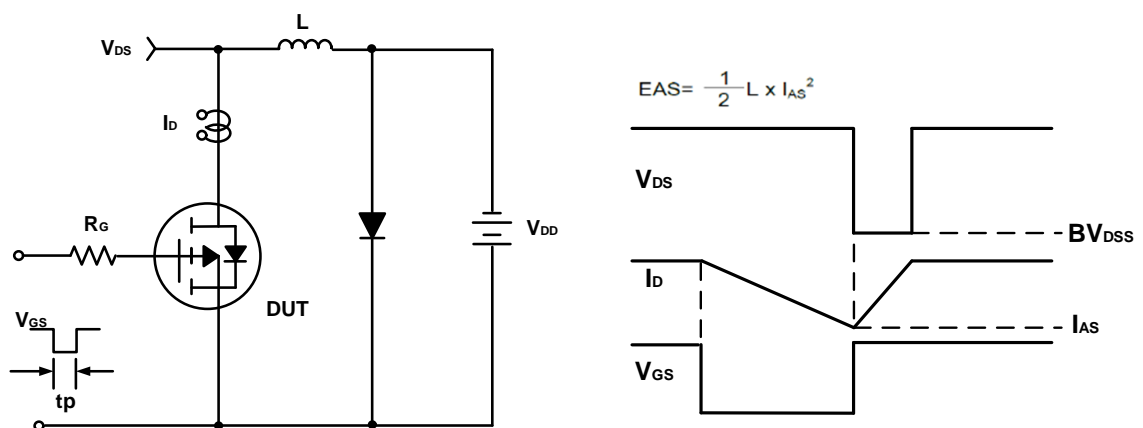 L
VDS
ID
RG
VDD
DUT
VGS
tp
EAS= 1/2 L x IAS²
VDS
BVDSS
ID
IAS
VGS